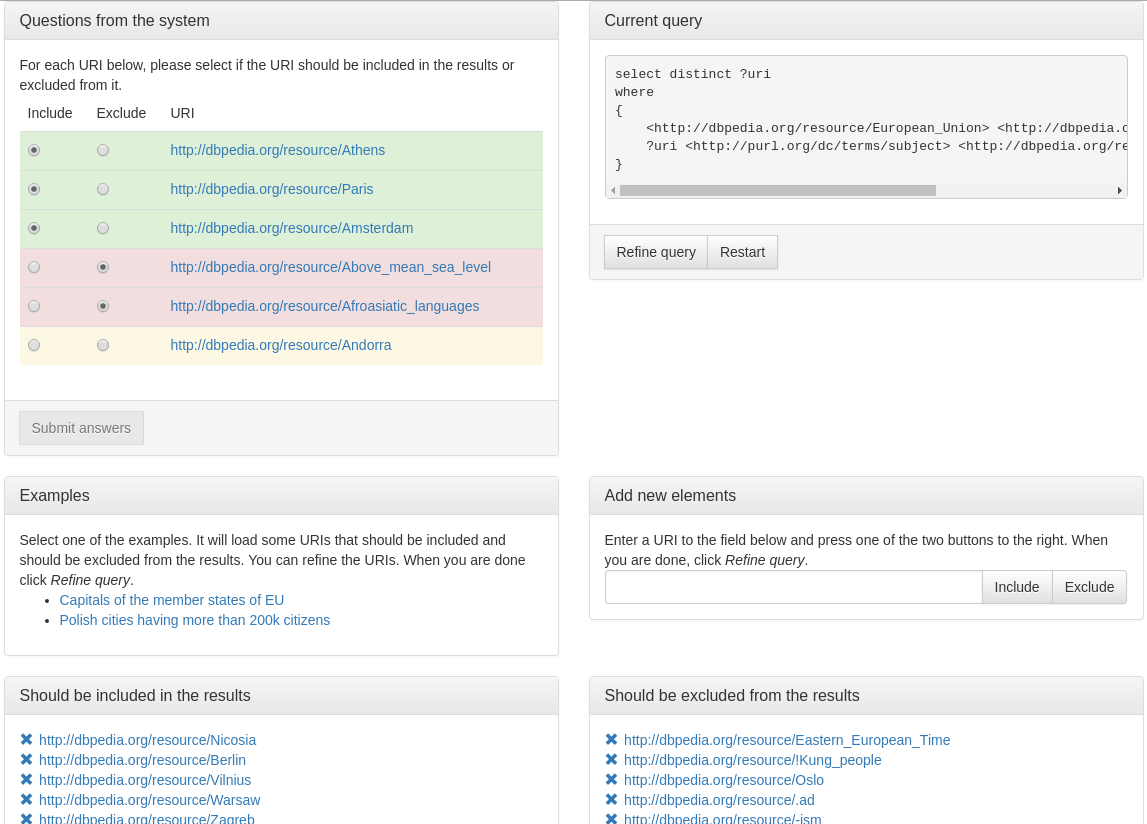 Questions from the system
For each URI below, please select if the URI should be included in the results or
excluded from it.
Include Exclude URI
http://dbpedia.org/resource/Athens
http://dbpedia.org/resource/Paris
http://dbpedia.org/resource/Amsterdam
http://dbpedia.org/resource/Above_mean_sea_level
http://dbpedia.org/resource/Afroasiatic_languages
http://dbpedia.org/resource/Andorra
Submit answers
Current query
select distinct ?uri
where
{
<http://dbpedia.org/resource/European_Union> <http://dbpedia.o
?uri <http://purl.org/dc/terms/subject> <http://dbpedia.org/re
}
Refine query Restart
Examples
Select one of the examples. It will load some URIs that should be included and
should be excluded from the results. You can refine the URIs. When you are done
click Refine query.
• Capitals of the member states of EU
• Polish cities having more than 200k citizens
Add new elements
Enter a URI to the field below and press one of the two buttons to the right. When
you are done, click Refine query.
Include Exclude
Should be included in the results
http://dbpedia.org/resource/Nicosia
http://dbpedia.org/resource/Berlin
http://dbpedia.org/resource/Vilnius
http://dbpedia.org/resource/Warsaw
http://dbpedia.org/resource/Zagreb
Should be excluded from the results
http://dbpedia.org/resource/Eastern_European_Time
http://dbpedia.org/resource/!Kung_people
http://dbpedia.org/resource/Oslo
http://dbpedia.org/resource/.ad
http://dbpedia.org/resource/-ism